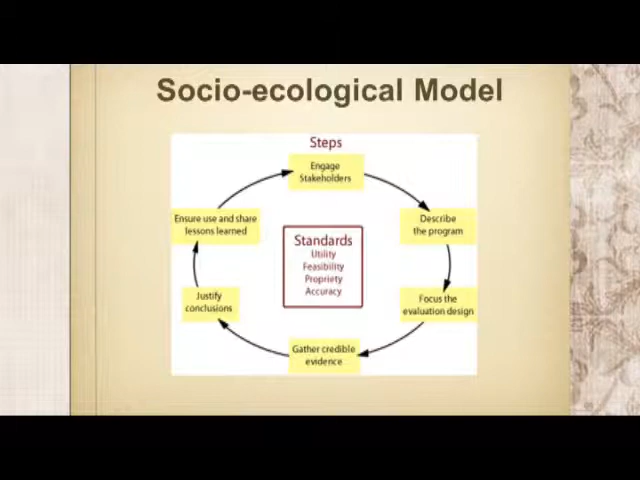 Socio-ecological Model
Steps
Engage
Stakeholders
Describe
the program
Focus the
evaluation design
Gather credible
evidence
Justify
conclusions
Ensure use and share
lessons learned
Standards
Utility
Feasibility
Propriety
Accuracy